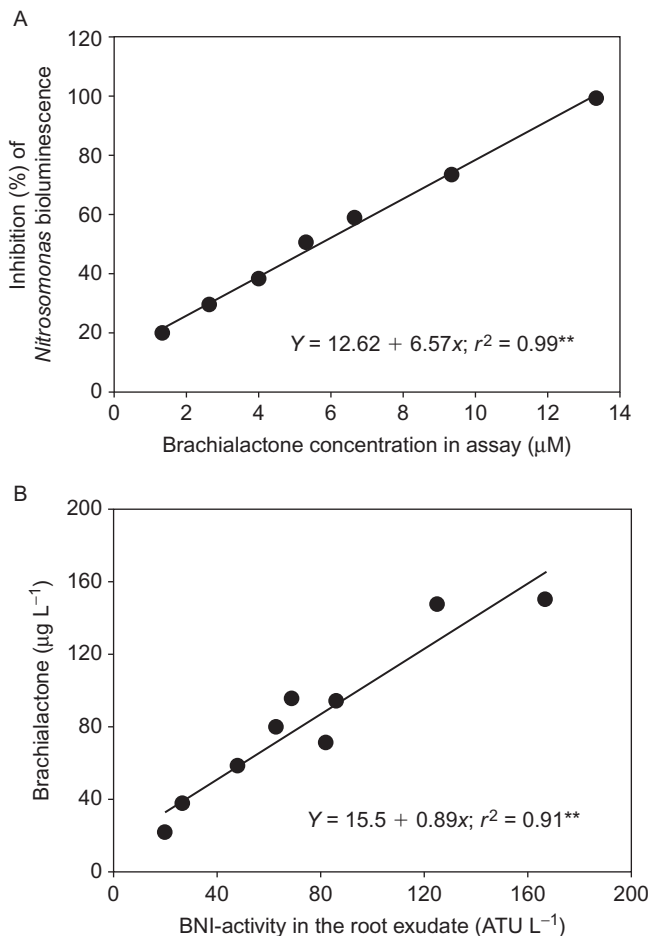 A
120
100
80
60
40
20
0
Inhibition (%) of
Nitrosomonas bioluminescence
Y = 12.62 + 6.57x; r² = 0.99**
0 2 4 6 8 10 12 14
Brachialactone concentration in assay (μM)
B
200
160
120
80
40
0
Brachialactone (μg L⁻¹)
Y = 15.5 + 0.89x; r² = 0.91**
0 40 80 120 160 200
BNI-activity in the root exudate (ATU L⁻¹)